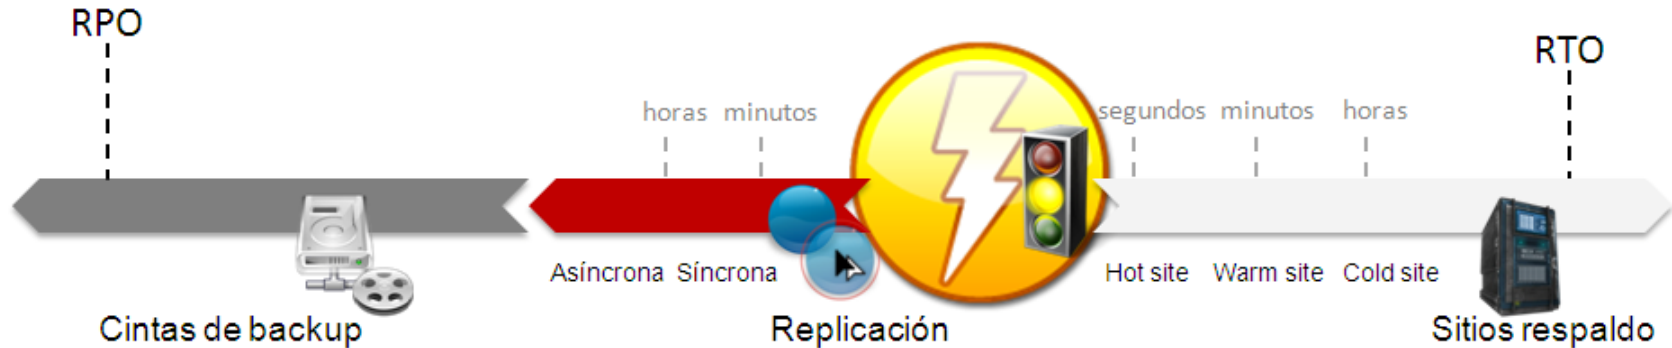 RPO
RTO
horas minutos
segundos minutos horas
Asíncrona Síncrona
Hot site Warm site Cold site
Cintas de backup
Replicación
Sitios respaldo